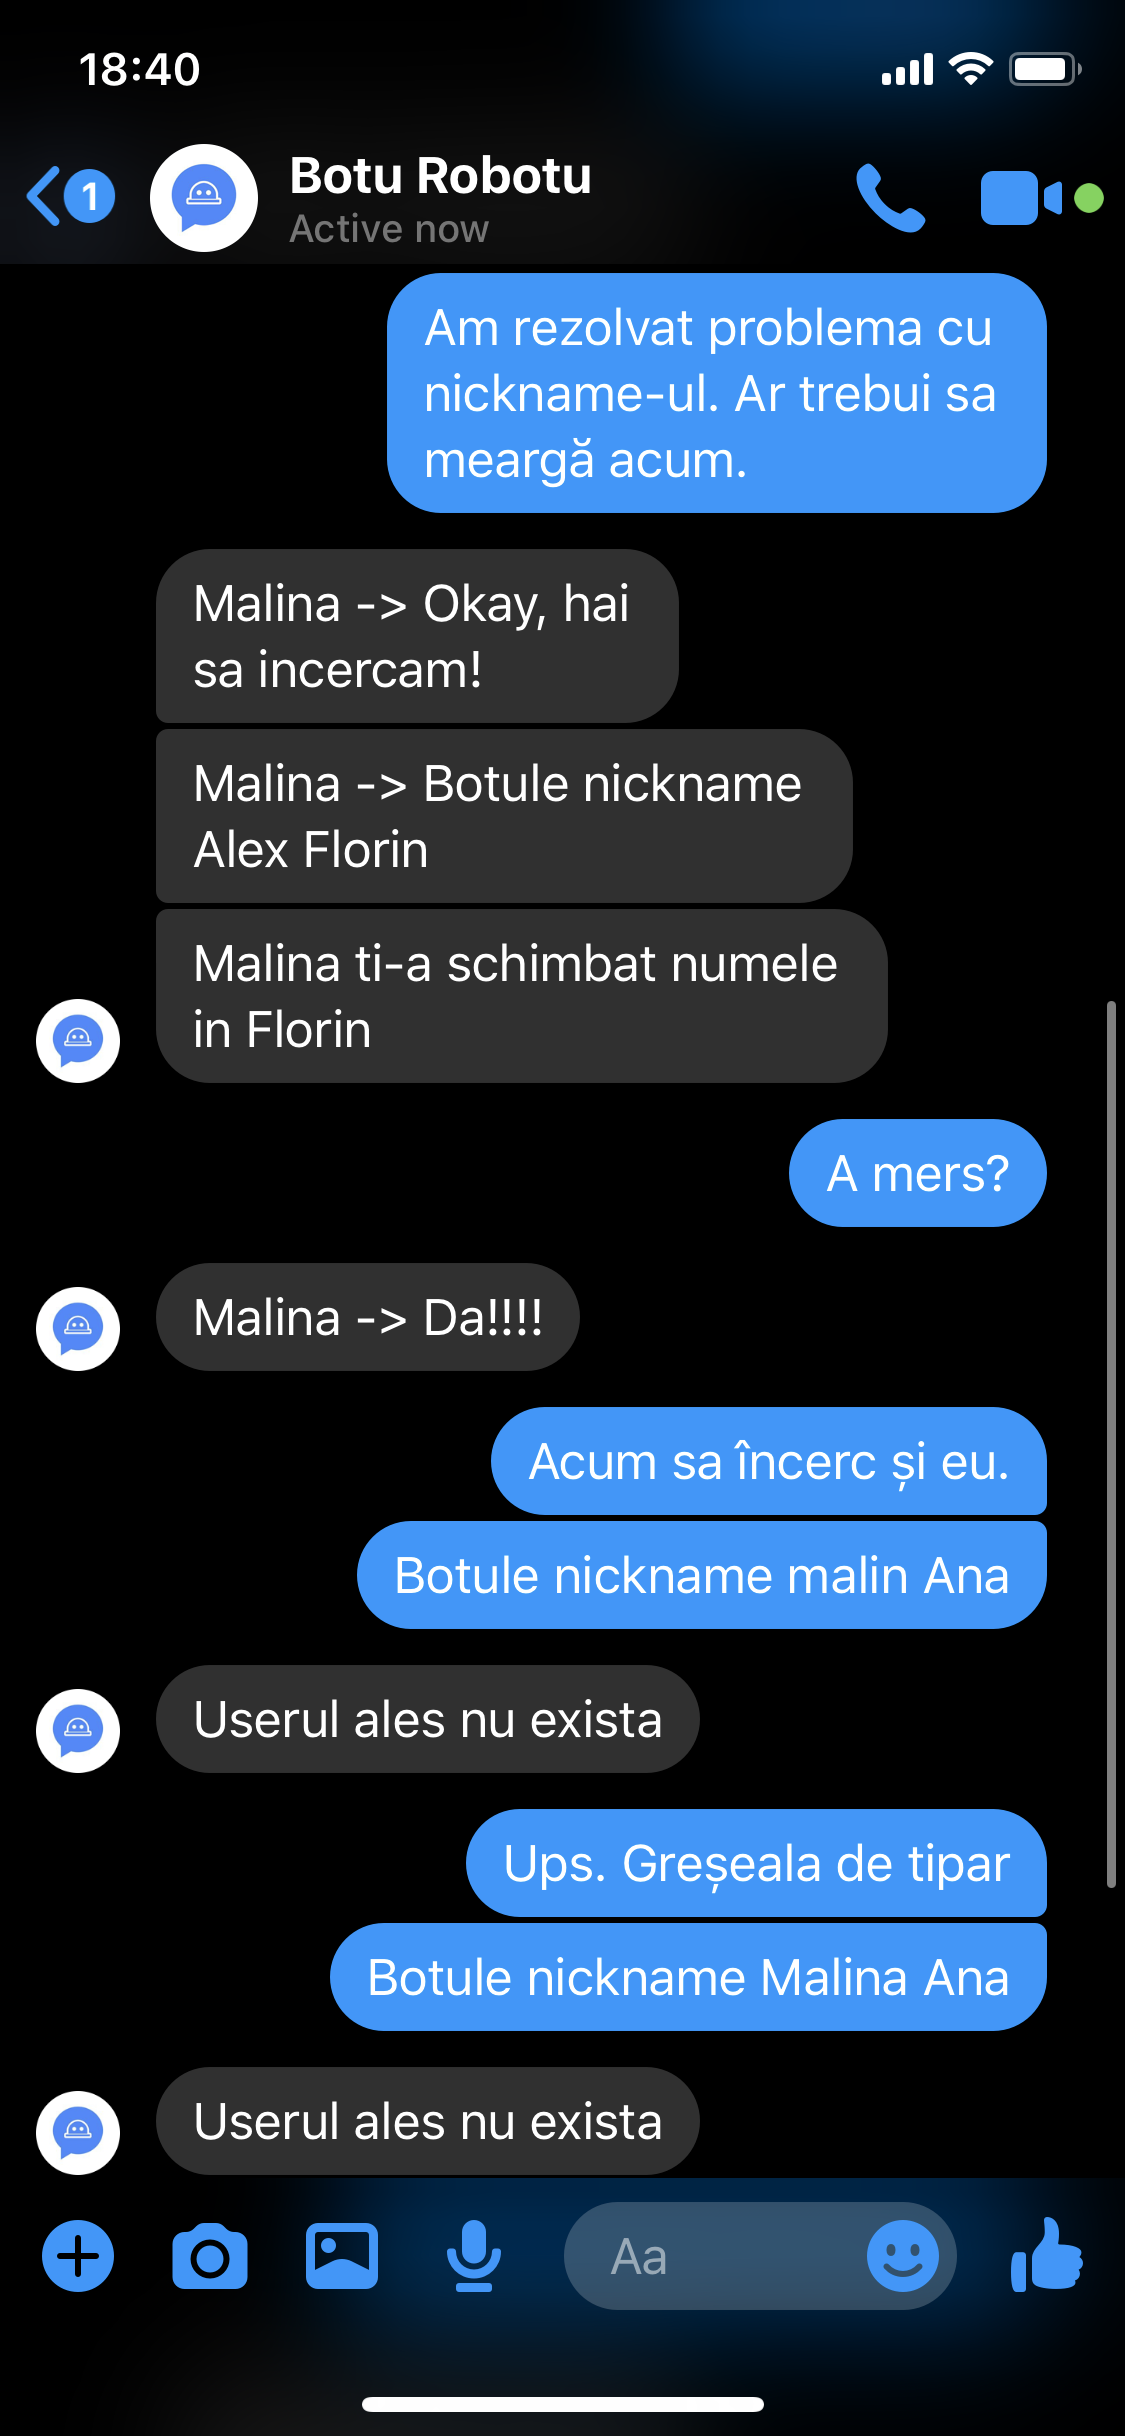 18:40
1
Botu Robotu
Active now
Am rezolvat problema cu
nickname-ul. Ar trebui sa
meargă acum.
Malina -> Okay, hai
sa incercam!
Malina -> Botule nickname
Alex Florin
Malina ti-a schimbat numele
in Florin
A mers?
Malina -> Da!!!!
Acum sa încerc și eu.
Botule nickname malin Ana
Userul ales nu exista
Ups. Greșeala de tipar
Botule nickname Malina Ana
Userul ales nu exista
Aa